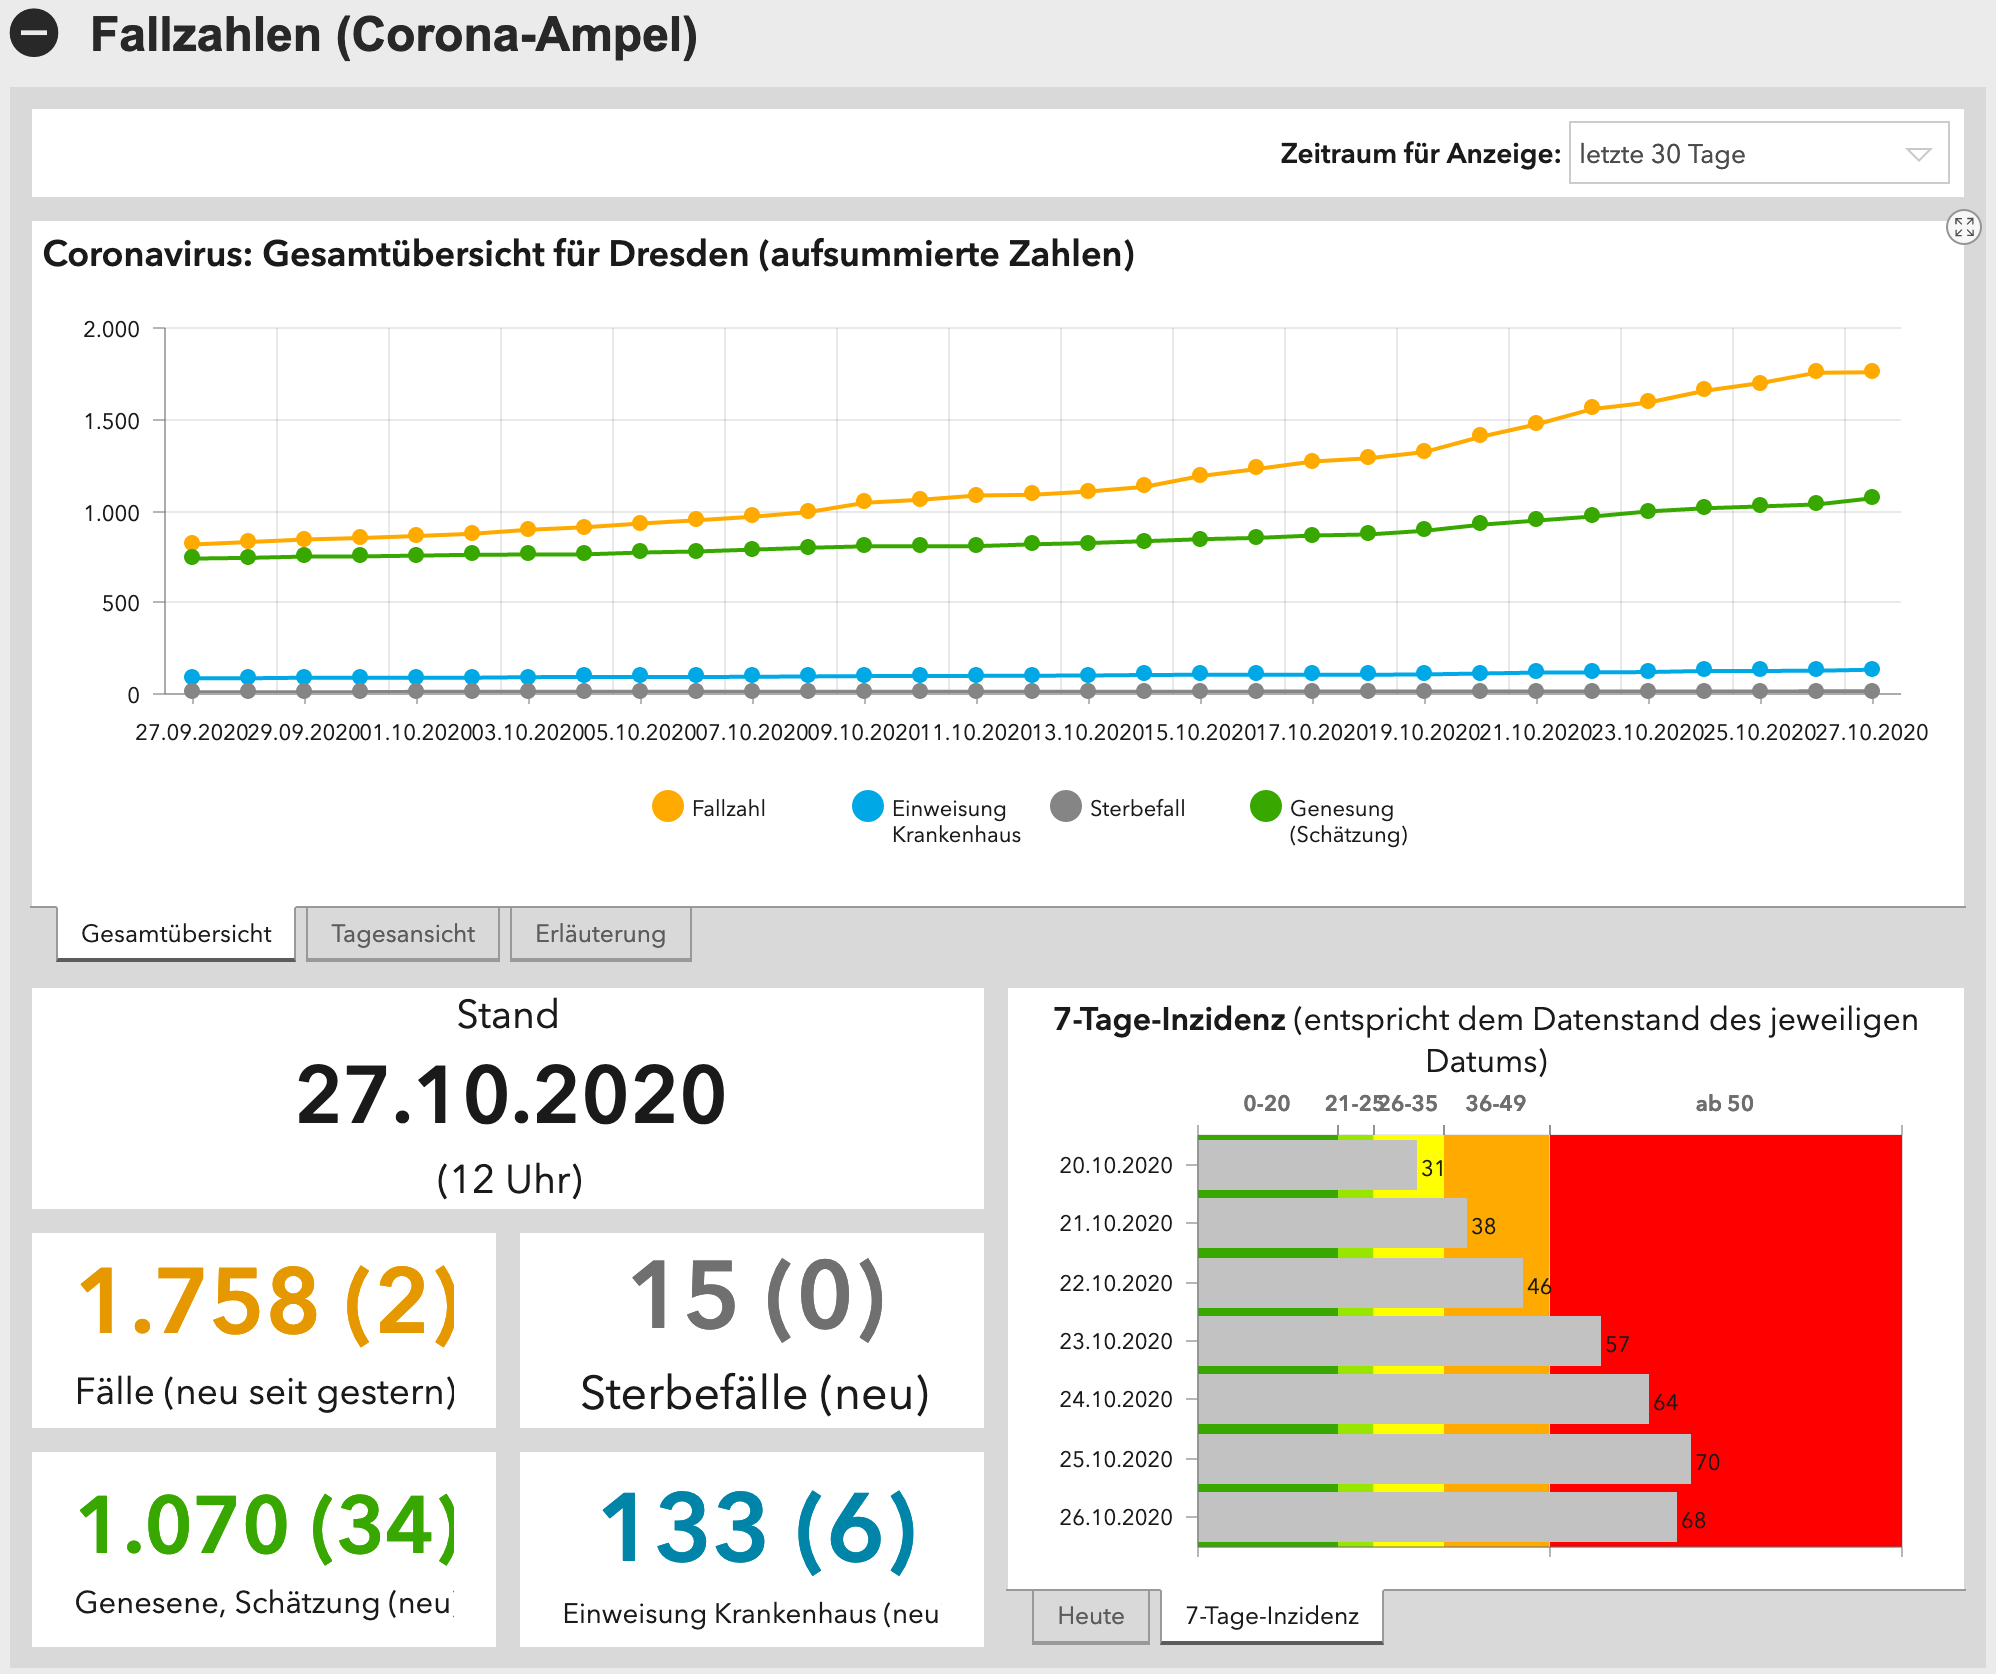 Fallzahlen (Corona-Ampel)
Zeitraum für Anzeige: letzte 30 Tage
Coronavirus: Gesamtübersicht für Dresden (aufsummierte Zahlen)
2.000
1.500
1.000
500
0
27.09.2020 29.09.2020 01.10.2020 03.10.2020 05.10.2020 07.10.2020 09.10.2020 11.10.2020 13.10.2020 15.10.2020 17.10.2020 19.10.2020 21.10.2020 23.10.2020 25.10.2020 27.10.2020
Fallzahl
Einweisung
Krankenhaus
Sterbefall
Genesung
(Schätzung)
Gesamtübersicht Tagesansicht Erläuterung
Stand
27.10.2020
(12 Uhr)
1.758 (2)
Fälle (neu seit gestern)
15 (0)
Sterbefälle (neu)
1.070 (34)
Genesene, Schätzung (neu)
133 (6)
Einweisung Krankenhaus (neu
7-Tage-Inzidenz (entspricht dem Datenstand des jeweiligen
Datums)
0-20 21-25 26-35 36-49 ab 50
20.10.2020 31
21.10.2020 38
22.10.2020 46
23.10.2020 57
24.10.2020 64
25.10.2020 70
26.10.2020 68
Heute 7-Tage-Inzidenz